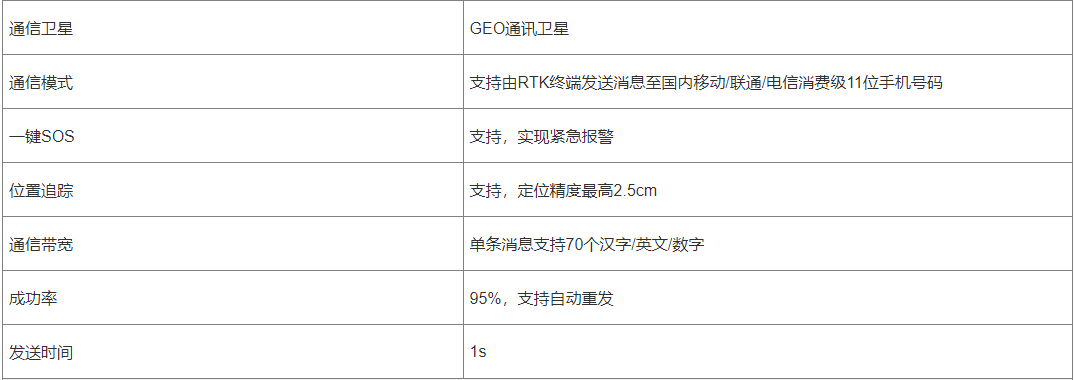 通信卫星 GEO通讯卫星
通信模式 支持由RTK终端发送消息至国内移动/联通/电信消费级11位手机号码
一键SOS 支持，实现紧急报警
位置追踪 支持，定位精度最高2.5cm
通信带宽 单条消息支持70个汉字/英文/数字
成功率 95%，支持自动重发
发送时间 1s